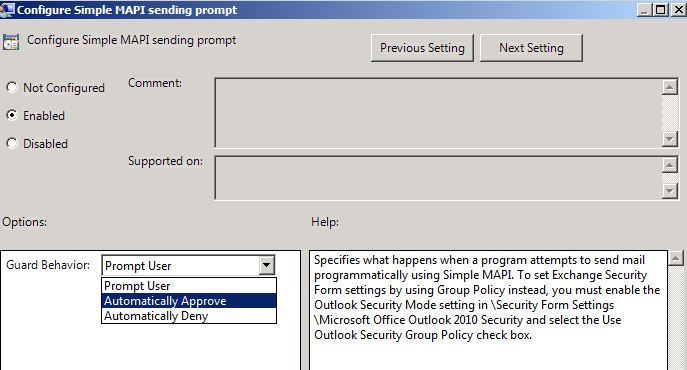 Configure Simple MAPI sending prompt
Configure Simple MAPI sending prompt
Previous Setting
Next Setting
Not Configured
Enabled
Disabled
Comment:
Supported on:
Options:
Help:
Guard Behavior:
Prompt User
Prompt User
Automatically Approve
Automatically Deny
Specifies what happens when a program attempts to send mail
programmatically using Simple MAPI. To set Exchange Security
Form settings by using Group Policy instead, you must enable the
Outlook Security Mode setting in \Security Form Settings
\Microsoft Office Outlook 2010 Security and select the Use
Outlook Security Group Policy check box.